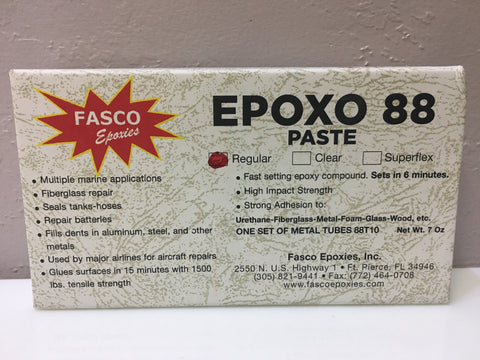 FASCO
Epoxies
EPOXO 88
PASTE
Regular Clear Superflex
• Multiple marine applications
• Fiberglass repair
• Seals tanks-hoses
• Repair batteries
• Fills dents in aluminum, steel, and other
metals
• Used by major airlines for aircraft repairs
• Glues surfaces in 15 minutes with 1500
lbs. tensile strength
• Fast setting epoxy compound. Sets in 6 minutes.
• High Impact Strength
• Strong Adhesion to:
Urethane-Fiberglass-Metal-Foam-Glass-Wood, etc.
ONE SET OF METAL TUBES 88T10 Net Wt. 7 Oz
Fasco Epoxies, Inc.
2550 N. U.S. Highway 1 • Ft. Pierce, FL 34946
(305) 821-9441 • Fax: (772) 464-0708
www.fascoepoxies.com